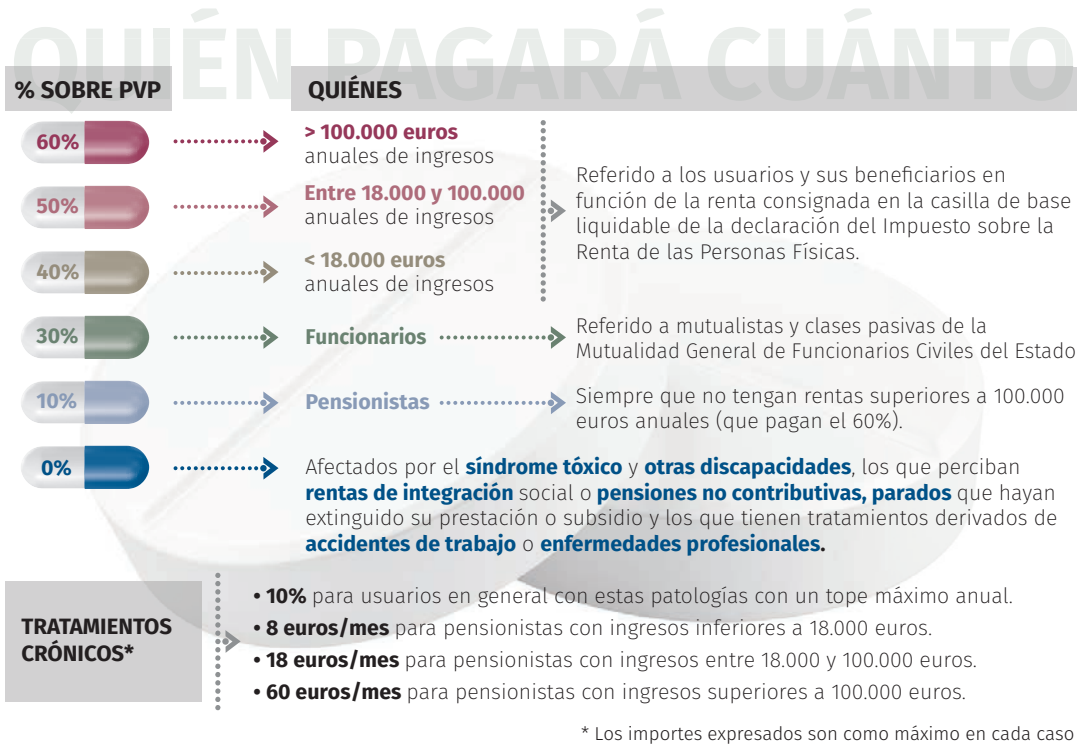 QUIÉN PAGARÁ CUÁNTO
% SOBRE PVP
QUIÉNES
60%
> 100.000 euros
anuales de ingresos
50%
Entre 18.000 y 100.000
anuales de ingresos
40%
< 18.000 euros
anuales de ingresos
Referido a los usuarios y sus beneficiarios en
función de la renta consignada en la casilla de base
liquidable de la declaración del Impuesto sobre la
Renta de las Personas Físicas.
30%
Funcionarios
Referido a mutualistas y clases pasivas de la
Mutualidad General de Funcionarios Civiles del Estado
10%
Pensionistas
Siempre que no tengan rentas superiores a 100.000
euros anuales (que pagan el 60%).
0%
Afectados por el síndrome tóxico y otras discapacidades, los que perciban
rentas de integración social o pensiones no contributivas, parados que hayan
extinguido su prestación o subsidio y los que tienen tratamientos derivados de
accidentes de trabajo o enfermedades profesionales.
TRATAMIENTOS
CRÓNICOS*
• 10% para usuarios en general con estas patologías con un tope máximo anual.
• 8 euros/mes para pensionistas con ingresos inferiores a 18.000 euros.
• 18 euros/mes para pensionistas con ingresos entre 18.000 y 100.000 euros.
• 60 euros/mes para pensionistas con ingresos superiores a 100.000 euros.
* Los importes expresados son como máximo en cada caso